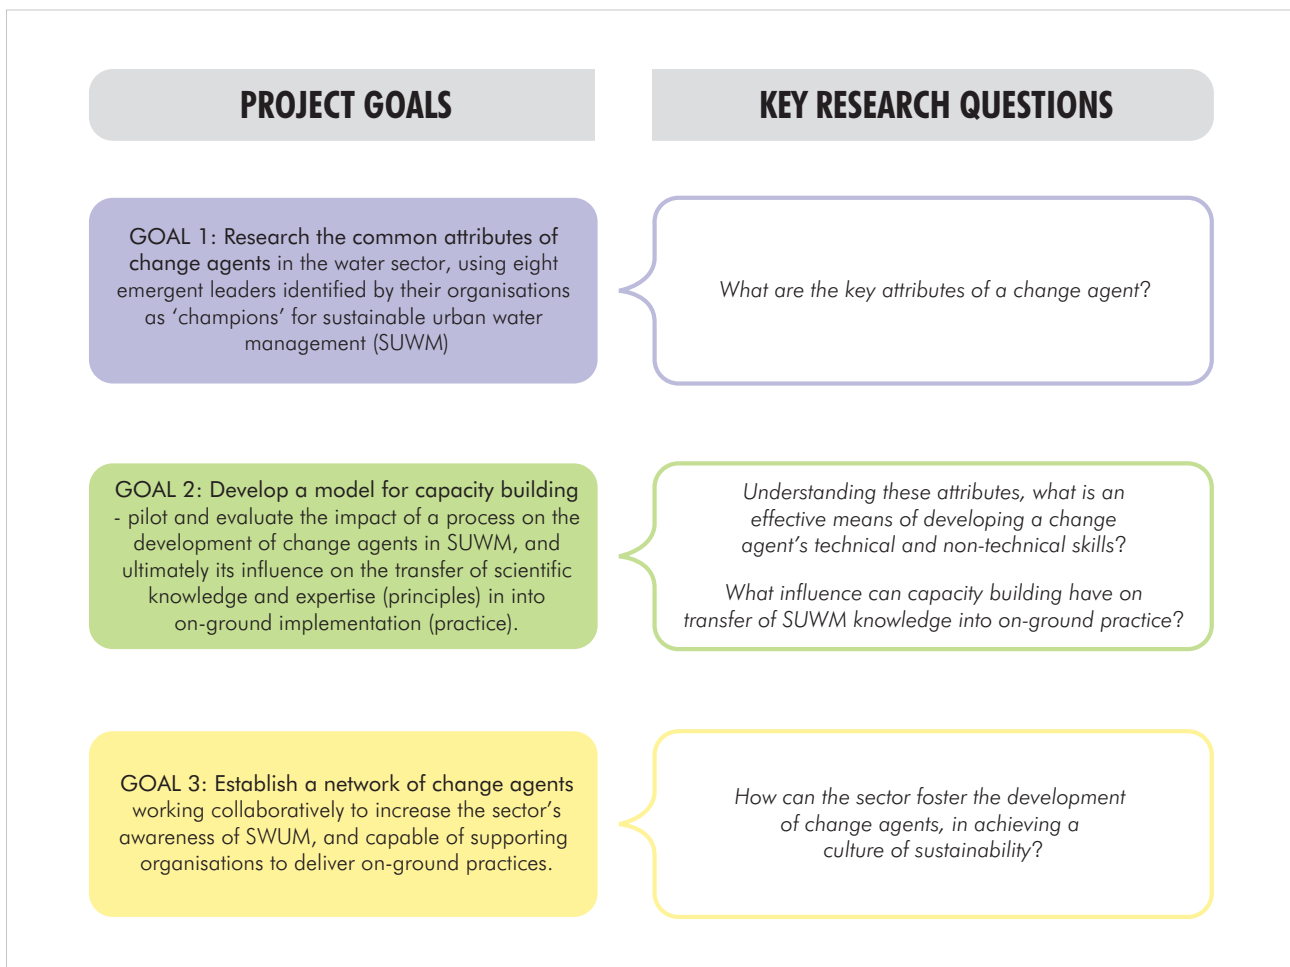 PROJECT GOALS
KEY RESEARCH QUESTIONS
GOAL 1: Research the common attributes of
change agents in the water sector, using eight
emergent leaders identified by their organisations
as ‘champions’ for sustainable urban water
management (SUWM)
What are the key attributes of a change agent?
GOAL 2: Develop a model for capacity building
- pilot and evaluate the impact of a process on the
development of change agents in SUWM, and
ultimately its influence on the transfer of scientific
knowledge and expertise (principles) in into
on-ground implementation (practice).
Understanding these attributes, what is an
effective means of developing a change
agent’s technical and non-technical skills?
What influence can capacity building have on
transfer of SUWM knowledge into on-ground practice?
GOAL 3: Establish a network of change agents
working collaboratively to increase the sector’s
awareness of SWUM, and capable of supporting
organisations to deliver on-ground practices.
How can the sector foster the development
of change agents, in achieving a
culture of sustainability?